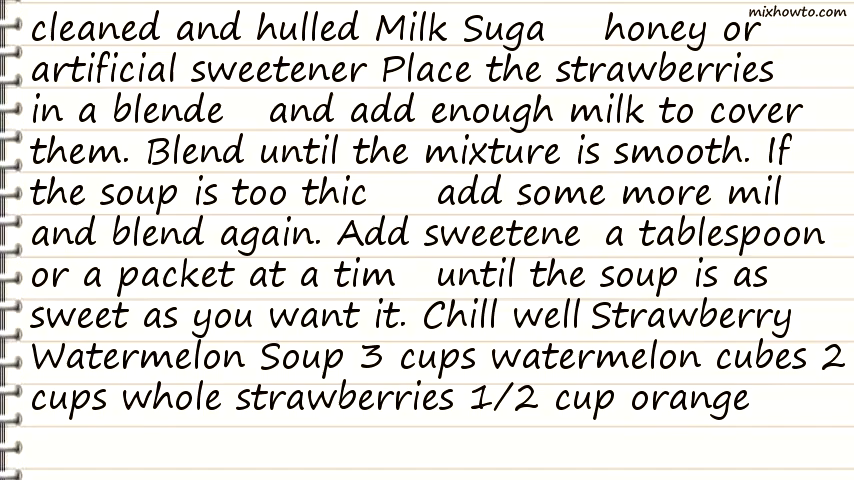 mixhowto.com
cleaned and hulled Milk Suga honey or
artificial sweetener Place the strawberries
in a blende and add enough milk to cover
them. Blend until the mixture is smooth. If
the soup is too thic add some more mil
and blend again. Add sweetene a tablespoon
or a packet at a tim until the soup is as
sweet as you want it. Chill well Strawberry
Watermelon Soup 3 cups watermelon cubes 2
cups whole strawberries 1/2 cup orange